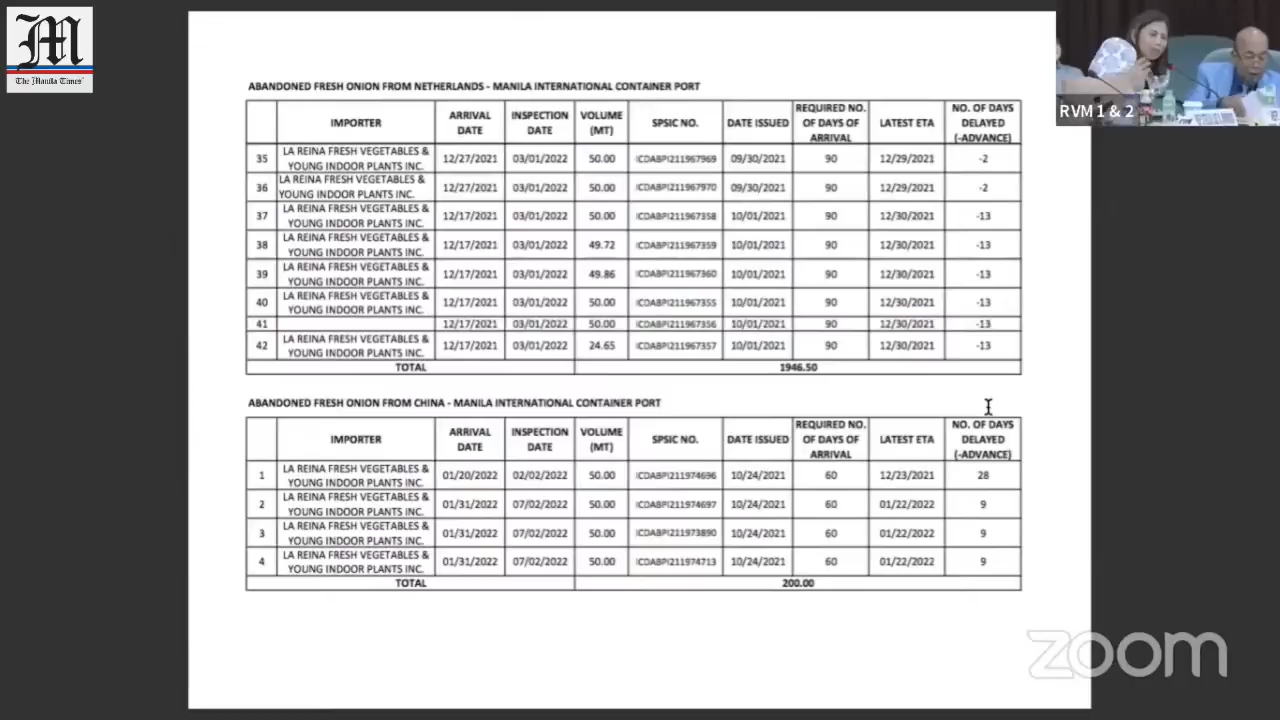 M
The Manila Times
RVM 1 & 2
ABANDONED FRESH ONION FROM NETHERLANDS - MANILA INTERNATIONAL CONTAINER PORT
IMPORTER ARRIVAL DATE INSPECTION DATE VOLUME (MT) SPSIC NO. DATE ISSUED REQUIRED NO. OF DAYS OF ARRIVAL LATEST ETA NO. OF DAYS DELAYED (-ADVANCE)
35 LA REINA FRESH VEGETABLES & YOUNG INDOOR PLANTS INC. 12/27/2021 03/01/2022 50.00 ICDABPI211967969 09/30/2021 90 12/29/2021 -2
36 LA REINA FRESH VEGETABLES & YOUNG INDOOR PLANTS INC. 12/27/2021 03/01/2022 50.00 ICDABPI211967970 09/30/2021 90 12/29/2021 -2
37 LA REINA FRESH VEGETABLES & YOUNG INDOOR PLANTS INC. 12/17/2021 03/01/2022 50.00 ICDABPI211967358 10/01/2021 90 12/30/2021 -13
38 LA REINA FRESH VEGETABLES & YOUNG INDOOR PLANTS INC. 12/17/2021 03/01/2022 49.72 ICDABPI211967359 10/01/2021 90 12/30/2021 -13
39 LA REINA FRESH VEGETABLES & YOUNG INDOOR PLANTS INC. 12/17/2021 03/01/2022 49.86 ICDABPI211967360 10/01/2021 90 12/30/2021 -13
40 LA REINA FRESH VEGETABLES & YOUNG INDOOR PLANTS INC. 12/17/2021 03/01/2022 50.00 ICDABPI211967355 10/01/2021 90 12/30/2021 -13
41 12/17/2021 03/01/2022 50.00 ICDABPI211967356 10/01/2021 90 12/30/2021 -13
42 LA REINA FRESH VEGETABLES & YOUNG INDOOR PLANTS INC. 12/17/2021 03/01/2022 24.65 ICDABPI211967357 10/01/2021 90 12/30/2021 -13
TOTAL 1946.50
ABANDONED FRESH ONION FROM CHINA - MANILA INTERNATIONAL CONTAINER PORT
IMPORTER ARRIVAL DATE INSPECTION DATE VOLUME (MT) SPSIC NO. DATE ISSUED REQUIRED NO. OF DAYS OF ARRIVAL LATEST ETA NO. OF DAYS DELAYED (-ADVANCE)
1 LA REINA FRESH VEGETABLES & YOUNG INDOOR PLANTS INC. 01/20/2022 02/02/2022 50.00 ICDABPI211974696 10/24/2021 60 12/23/2021 28
2 LA REINA FRESH VEGETABLES & YOUNG INDOOR PLANTS INC. 01/31/2022 07/02/2022 50.00 ICDABPI211974697 10/24/2021 60 01/22/2022 9
3 LA REINA FRESH VEGETABLES & YOUNG INDOOR PLANTS INC. 01/31/2022 07/02/2022 50.00 ICDABPI211973890 10/24/2021 60 01/22/2022 9
4 LA REINA FRESH VEGETABLES & YOUNG INDOOR PLANTS INC. 01/31/2022 07/02/2022 50.00 ICDABPI211974713 10/24/2021 60 01/22/2022 9
TOTAL 200.00
zoom